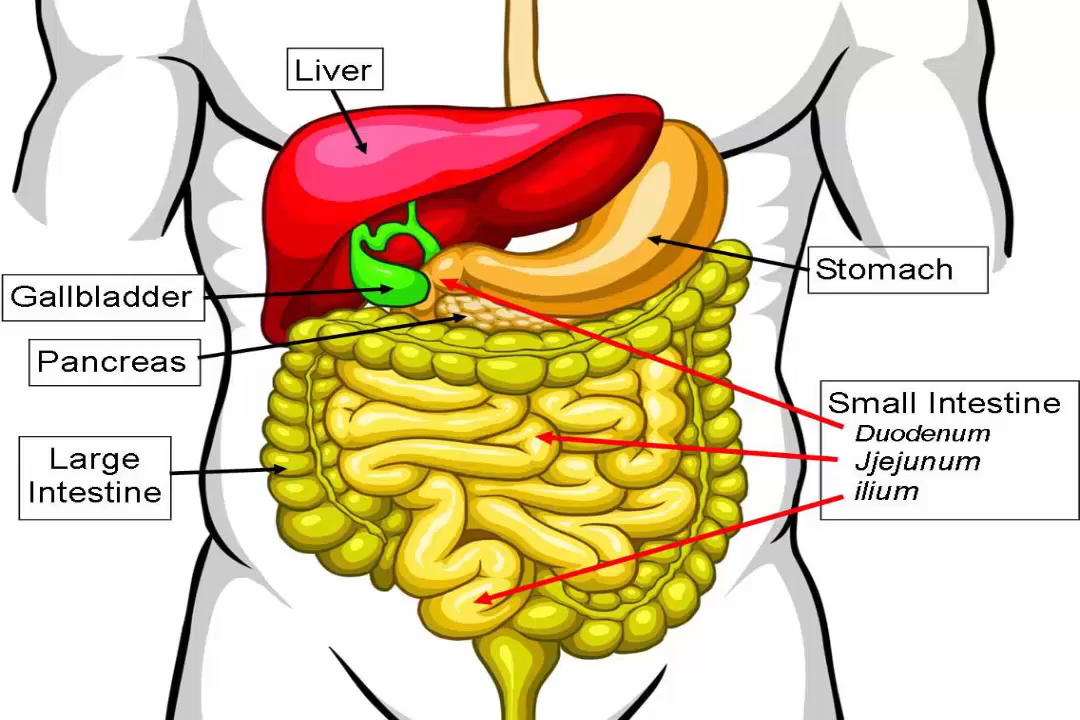 Liver
Stomach
Gallbladder
Pancreas
Small Intestine
Duodenum
Jjejunum
ilium
Large
Intestine